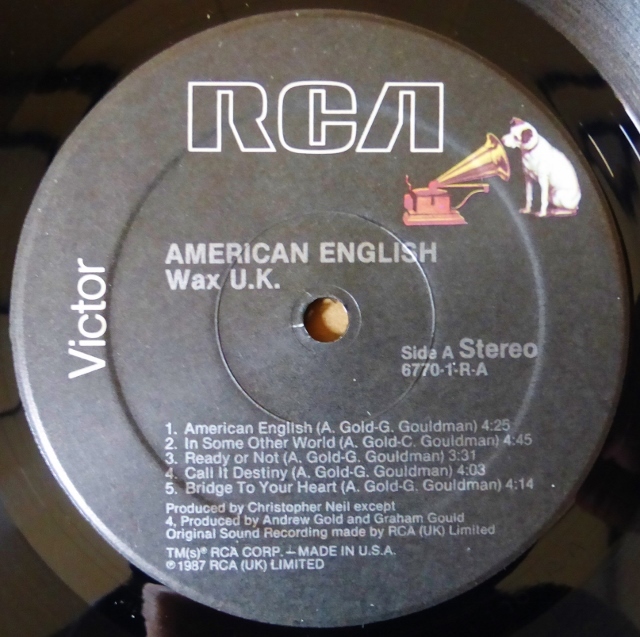 RCA
Victor
AMERICAN ENGLISH
Wax U.K.
Side A Stereo
6770-1-R-A
1. American English (A. Gold-G. Gouldman) 4:25
2. In Some Other World (A. Gold-C. Gouldman) 4:45
3. Ready or Not (A. Gold-G. Gouldman) 3:31
4. Call It Destiny (A. Gold-G. Gouldman) 4:03
5. Bridge To Your Heart (A. Gold-G. Gouldman) 4:14
Produced by Christopher Neil except
4, Produced by Andrew Gold and Graham Gould
Original Sound Recording made by RCA (UK) Limited
TM(s)® RCA CORP. – MADE IN U.S.A.
℗ 1987 RCA (UK) LIMITED